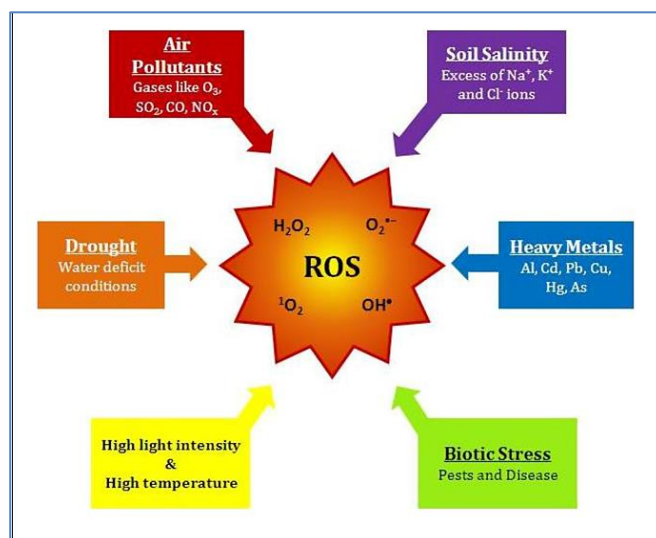 Air
Pollutants
Gases like O₃,
SO₂, CO, NOₓ
Soil Salinity
Excess of Na⁺, K⁺
and Cl⁻ ions
H₂O₂
O₂•⁻
Drought
Water deficit
conditions
ROS
Heavy Metals
Al, Cd, Pb, Cu,
Hg, As
¹O₂
OH•
High light intensity
&
High temperature
Biotic Stress
Pests and Disease